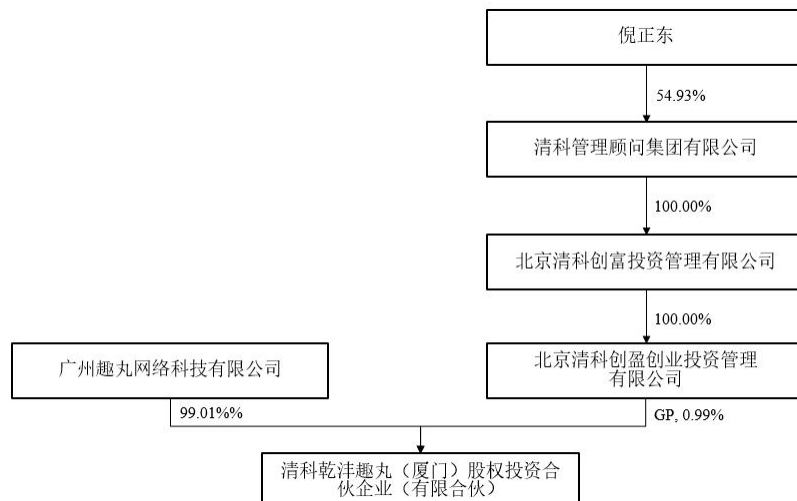 倪正东
54.93%
清科管理顾问集团有限公司
100.00%
北京清科创富投资管理有限公司
100.00%
广州趣丸网络科技有限公司
北京清科创盈创业投资管理
有限公司
99.01%%
GP, 0.99%
清科乾沣趣丸（厦门）股权投资合
伙企业（有限合伙）